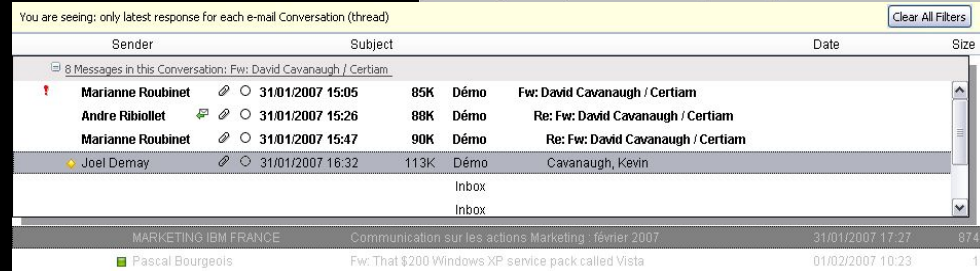 You are seeing: only latest response for each e-mail Conversation (thread) Clear All Filters
Sender Subject Date Size
8 Messages in this Conversation: Fw: David Cavanaugh / Certiam
Marianne Roubinet 31/01/2007 15:05 85K Démo Fw: David Cavanaugh / Certiam
Andre Ribiollet 31/01/2007 15:26 88K Démo Re: Fw: David Cavanaugh / Certiam
Marianne Roubinet 31/01/2007 15:47 90K Démo Re: Fw: David Cavanaugh / Certiam
Joel Demay 31/01/2007 16:32 113K Démo Cavanaugh, Kevin
Inbox
Inbox
MARKETING IBM FRANCE Communication sur les actions Marketing : février 2007 31/01/2007 17:27 874
Pascal Bourgeois Fw: That $200 Windows XP service pack called Vista 01/02/2007 10:23